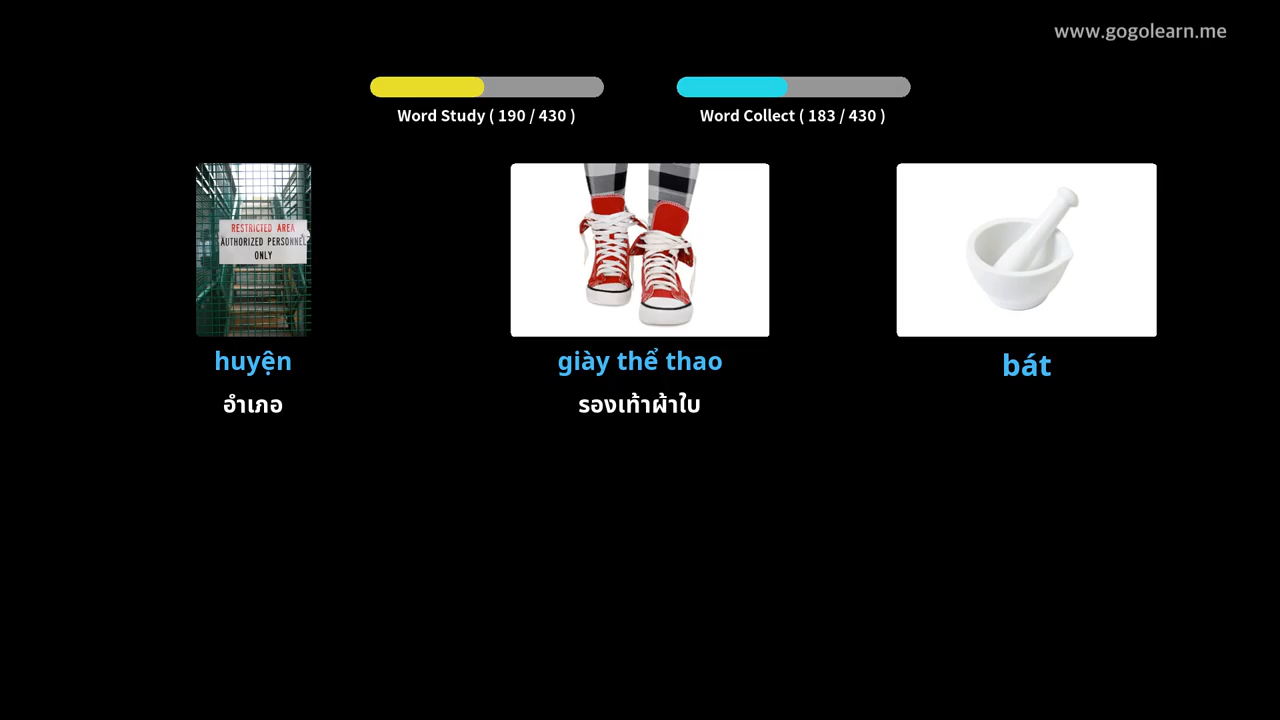 www.gogolearn.me
Word Study ( 190 / 430 )
Word Collect ( 183 / 430 )
RESTRICTED AREA
AUTHORIZED PERSONNEL
ONLY
huyện
giày thể thao
bát
อำเภอ
รองเท้าผ้าใบ